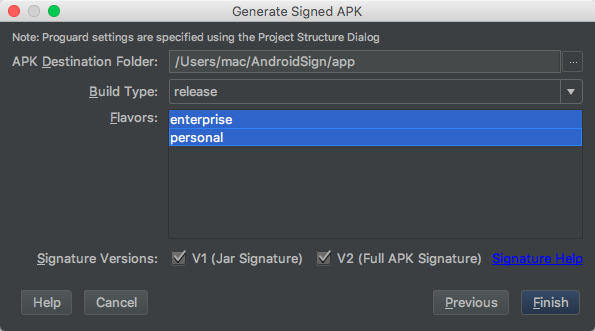 Generate Signed APK
Note: Proguard settings are specified using the Project Structure Dialog
APK Destination Folder: /Users/mac/AndroidSign/app ...
Build Type: release
Flavors: enterprise
personal
Signature Versions: V1 (Jar Signature) V2 (Full APK Signature) Signature Help
Help Cancel Previous Finish